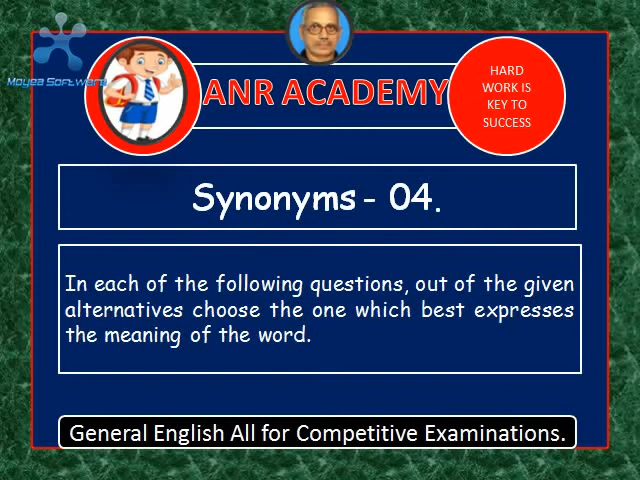 Moyea Software
ANR ACADEMY
HARD
WORK IS
KEY TO
SUCCESS
Synonyms - 04.
In each of the following questions, out of the given
alternatives choose the one which best expresses
the meaning of the word.
General English All for Competitive Examinations.